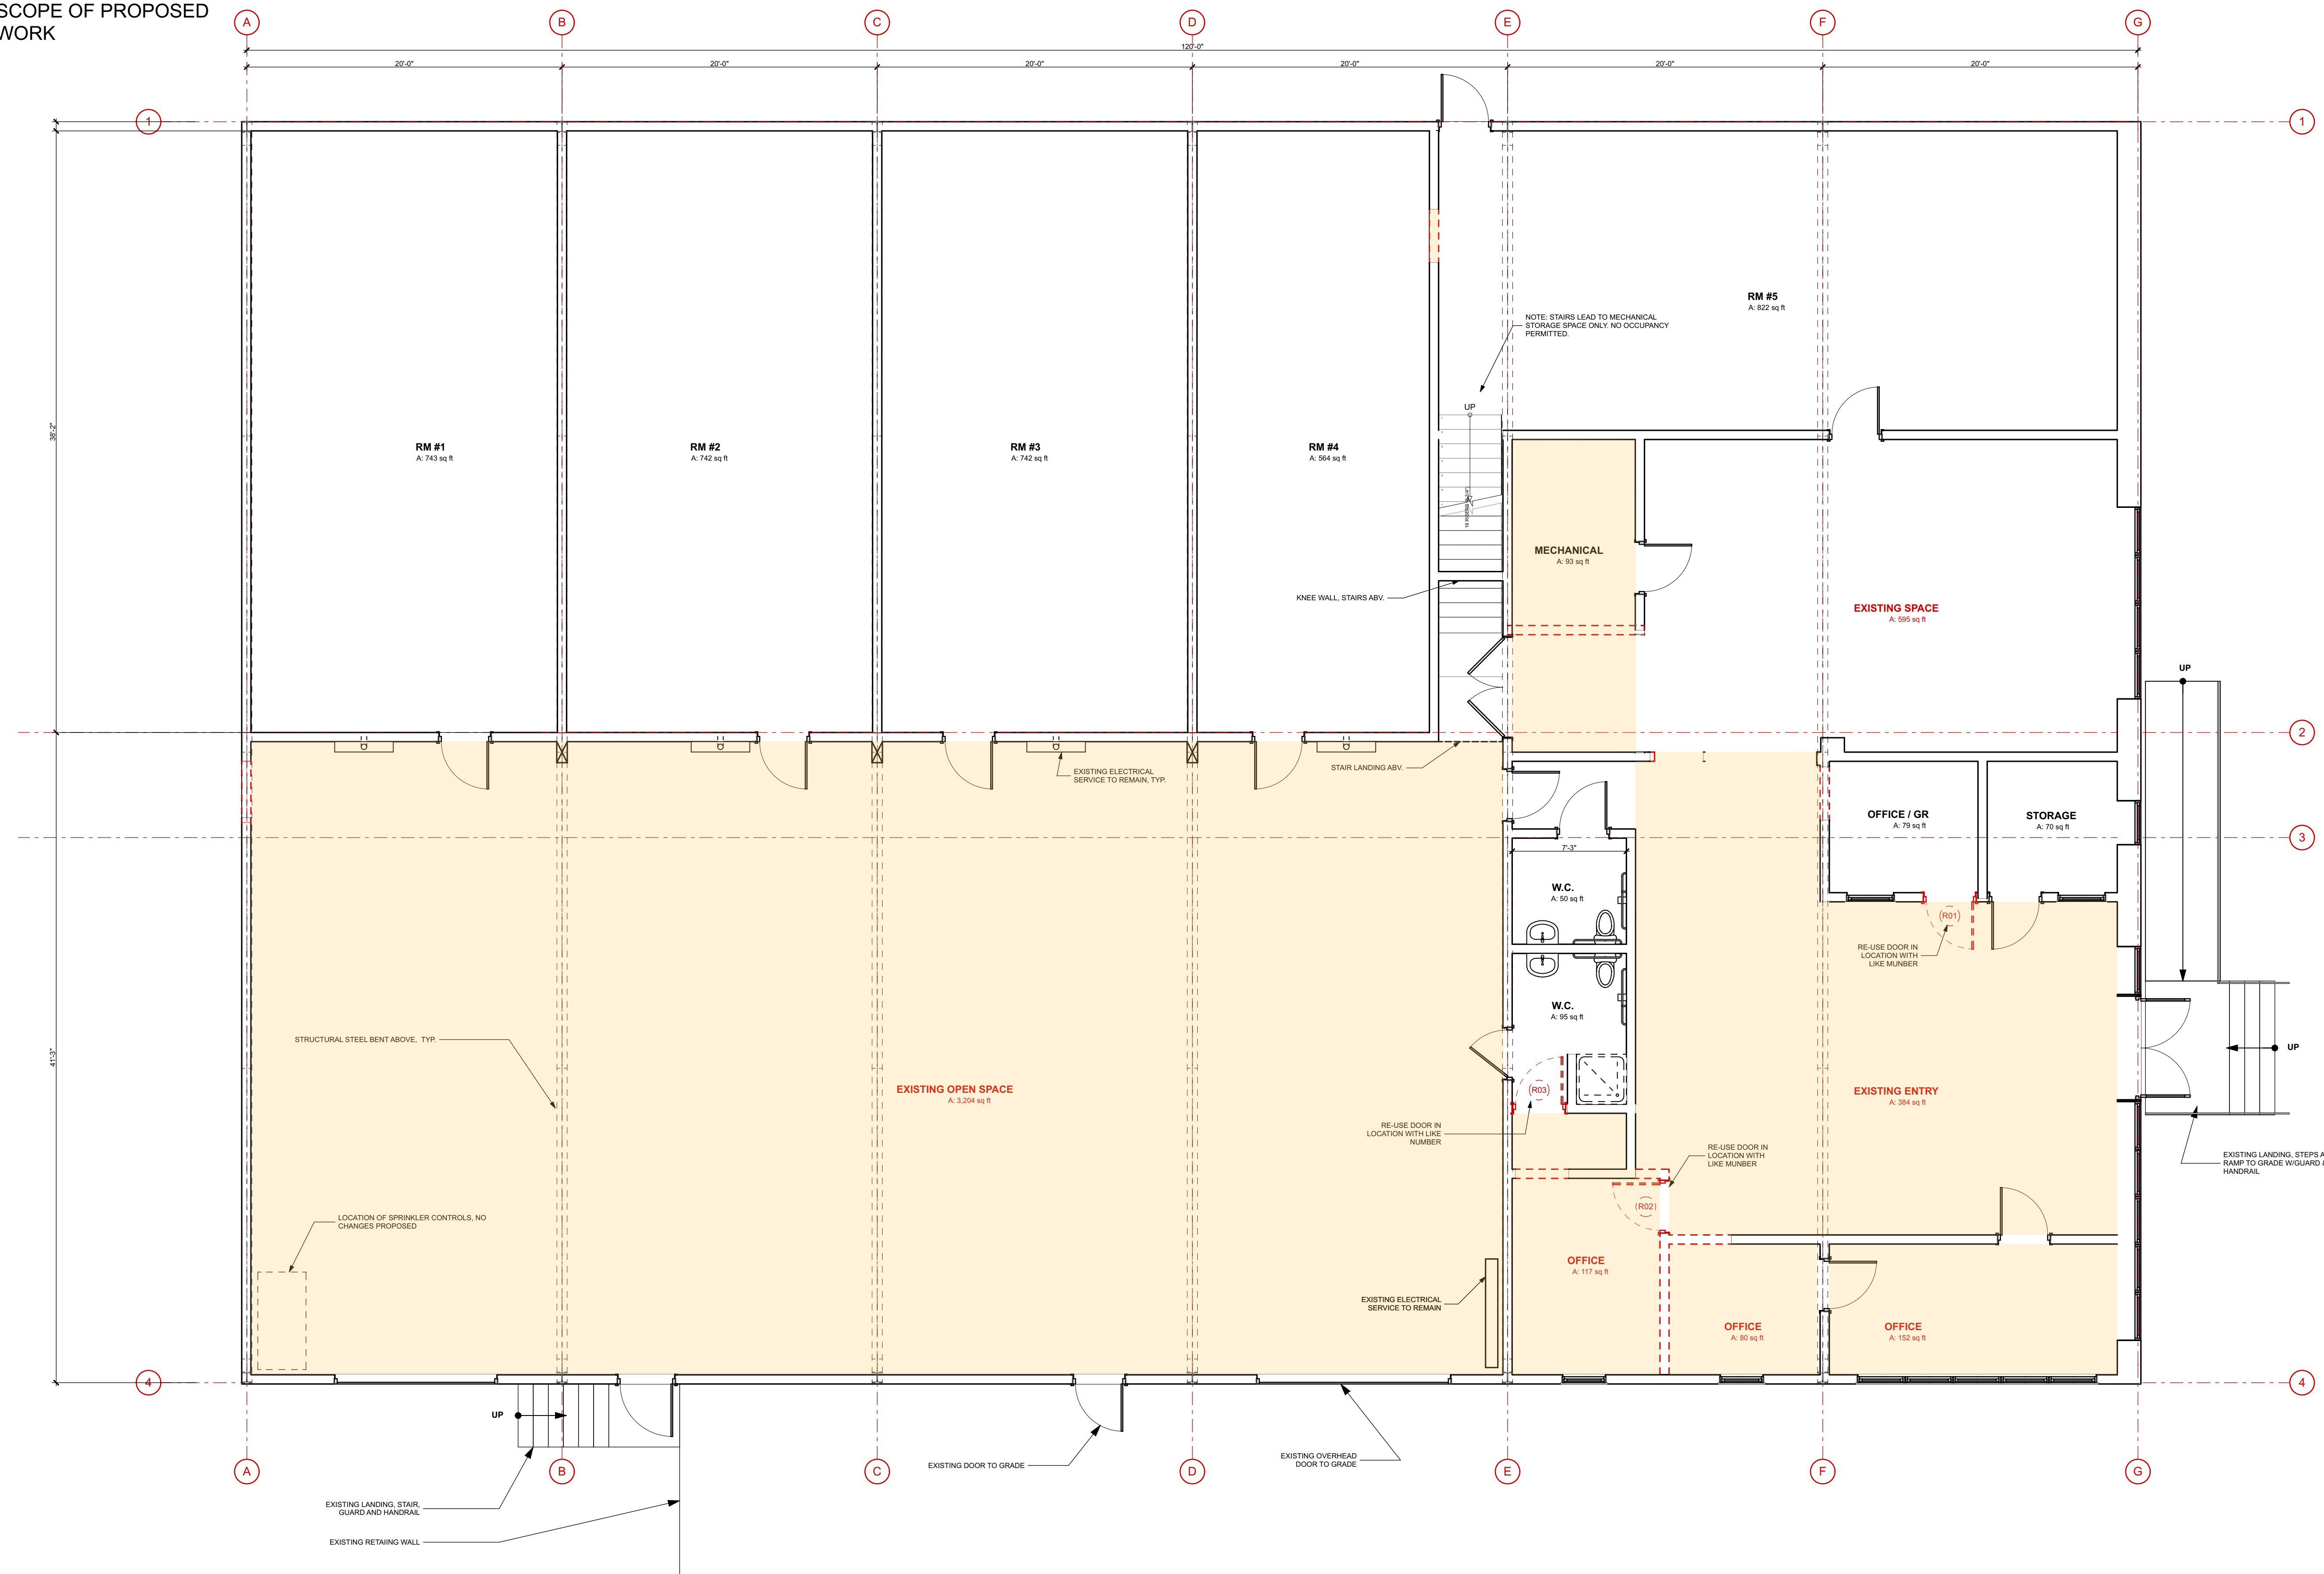 SCOPE OF PROPOSED
WORK
A
B
C
D
E
F
G
120'-0"
20'-0"
20'-0"
20'-0"
20'-0"
20'-0"
20'-0"
1
1
38'-2"
RM #5
A: 822 sq ft
NOTE: STAIRS LEAD TO MECHANICAL
STORAGE SPACE ONLY. NO OCCUPANCY
PERMITTED.
UP
RM #1
A: 743 sq ft
RM #2
A: 742 sq ft
RM #3
A: 742 sq ft
RM #4
A: 564 sq ft
MECHANICAL
A: 93 sq ft
KNEE WALL, STAIRS ABV.
EXISTING SPACE
A: 595 sq ft
UP
2
EXISTING ELECTRICAL
SERVICE TO REMAIN, TYP.
STAIR LANDING ABV.
OFFICE / GR
A: 79 sq ft
STORAGE
A: 70 sq ft
3
7'-3"
W.C.
A: 50 sq ft
(R01)
RE-USE DOOR IN
LOCATION WITH
LIKE MUNBER
W.C.
A: 95 sq ft
41'-3"
STRUCTURAL STEEL BENT ABOVE, TYP.
UP
EXISTING OPEN SPACE
A: 3,204 sq ft
(R03)
EXISTING ENTRY
A: 384 sq ft
RE-USE DOOR IN
LOCATION WITH LIKE
NUMBER
RE-USE DOOR IN
LOCATION WITH
LIKE MUNBER
EXISTING LANDING, STEPS A
RAMP TO GRADE W/GUARD &
HANDRAIL
(R02)
LOCATION OF SPRINKLER CONTROLS, NO
CHANGES PROPOSED
OFFICE
A: 117 sq ft
EXISTING ELECTRICAL
SERVICE TO REMAIN
OFFICE
A: 80 sq ft
OFFICE
A: 152 sq ft
4
4
UP
EXISTING DOOR TO GRADE
EXISTING OVERHEAD
DOOR TO GRADE
A
B
C
D
E
F
G
EXISTING LANDING, STAIR,
GUARD AND HANDRAIL
EXISTING RETAIING WALL